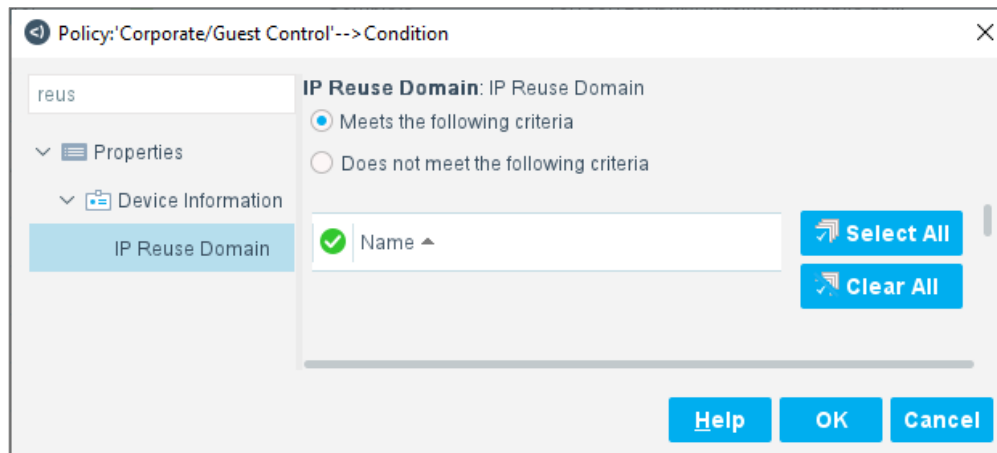 Policy:'Corporate/Guest Control'-->Condition
reus
Properties
Device Information
IP Reuse Domain
IP Reuse Domain: IP Reuse Domain
Meets the following criteria
Does not meet the following criteria
Name
Select All
Clear All
Help
OK
Cancel